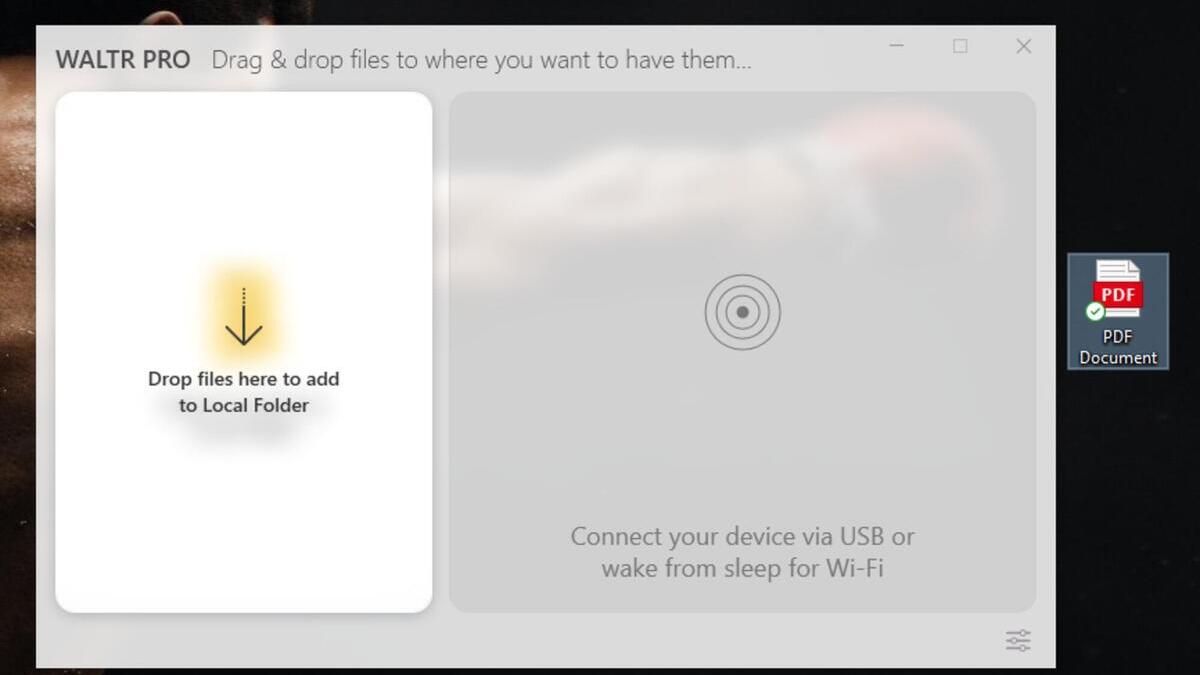 WALTR PRO Drag & drop files to where you want to have them...
Drop files here to add
to Local Folder
Connect your device via USB or
wake from sleep for Wi-Fi
PDF
PDF
Document